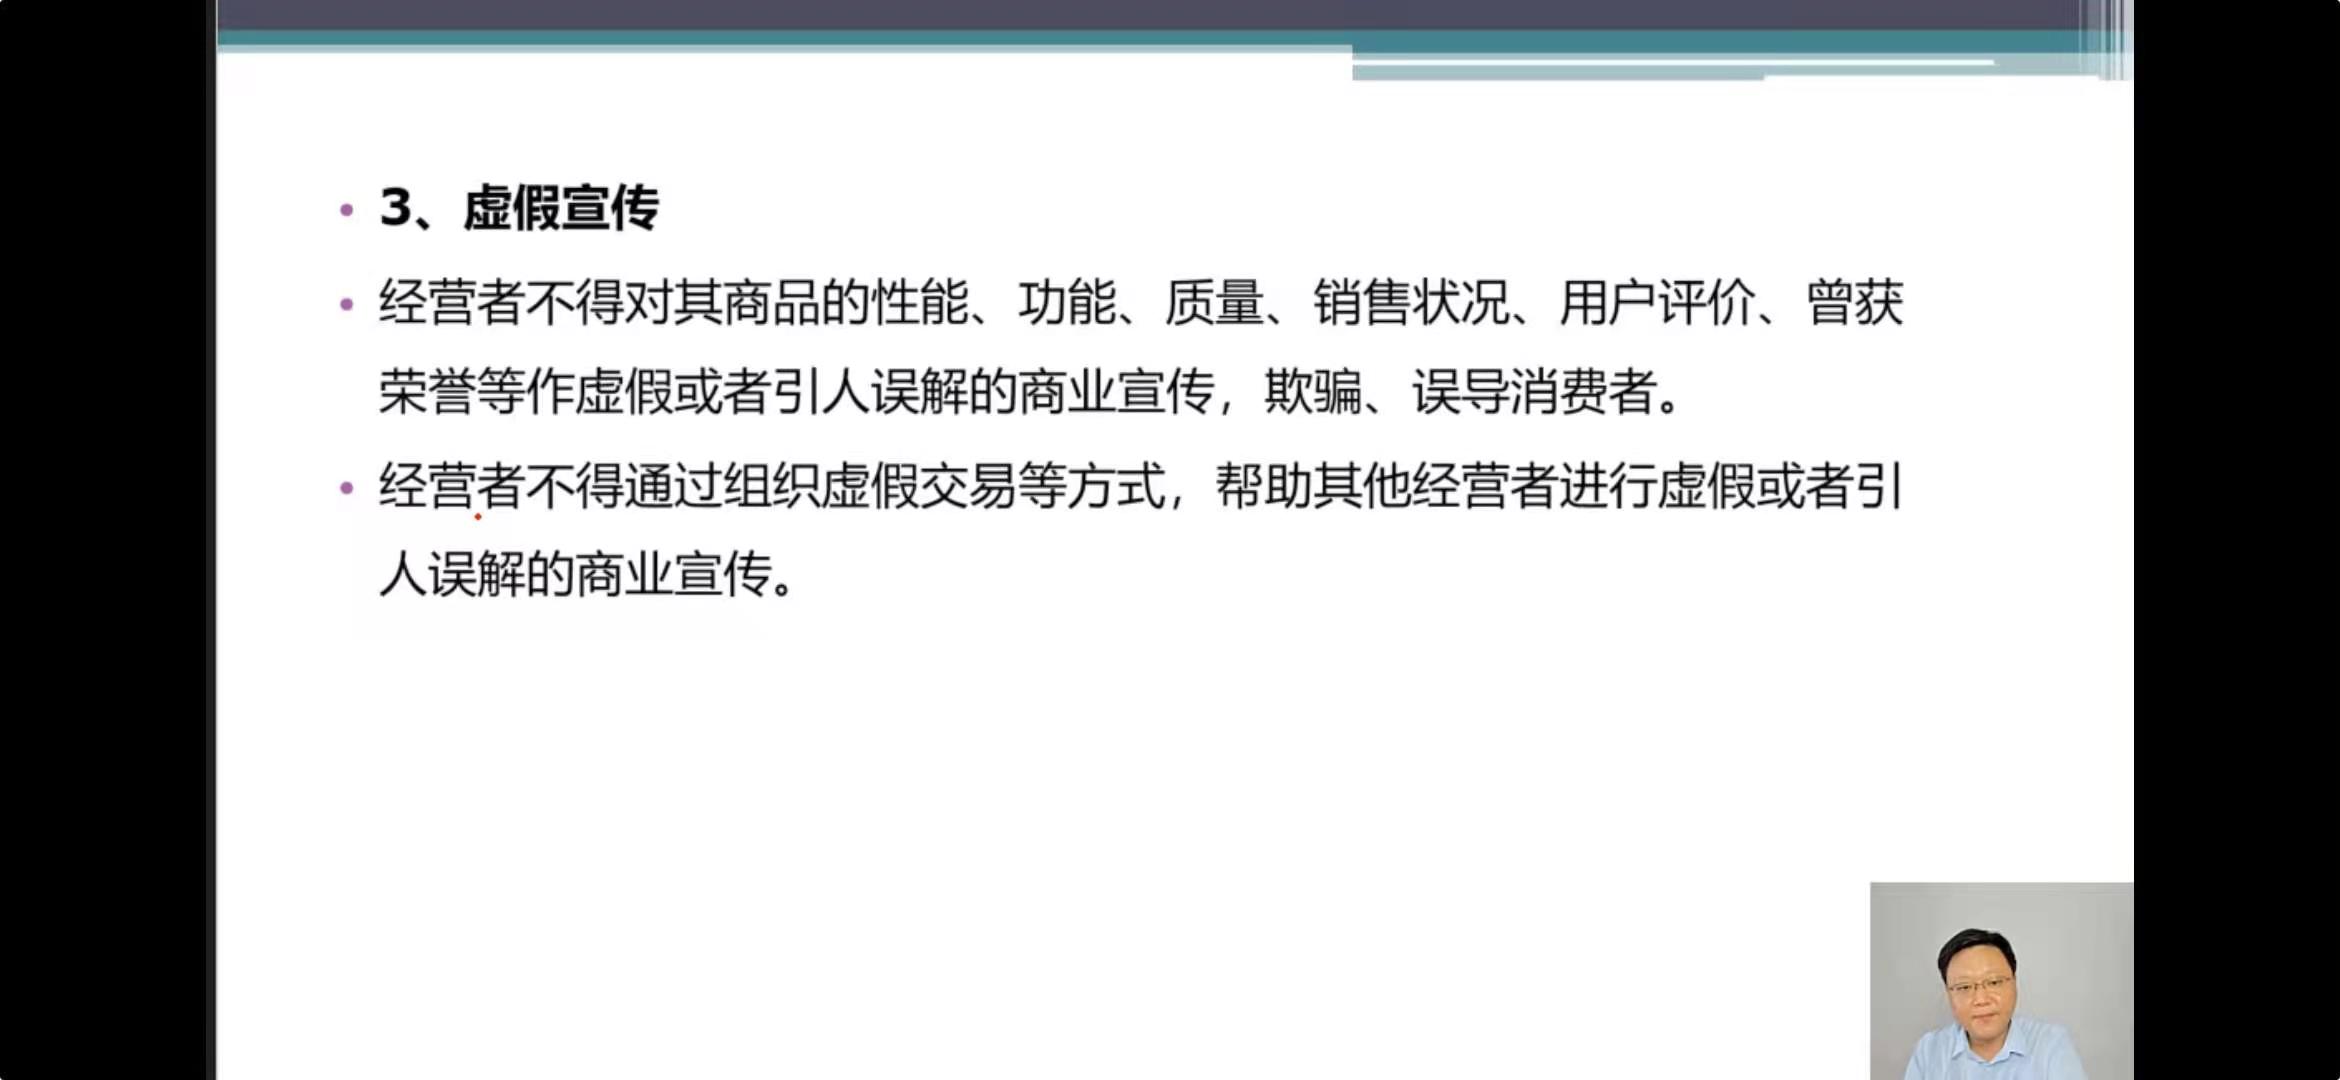 • 3、虚假宣传
• 经营者不得对其商品的性能、功能、质量、销售状况、用户评价、曾获
荣誉等作虚假或者引人误解的商业宣传，欺骗、误导消费者。
• 经营者不得通过组织虚假交易等方式，帮助其他经营者进行虚假或者引
人误解的商业宣传。